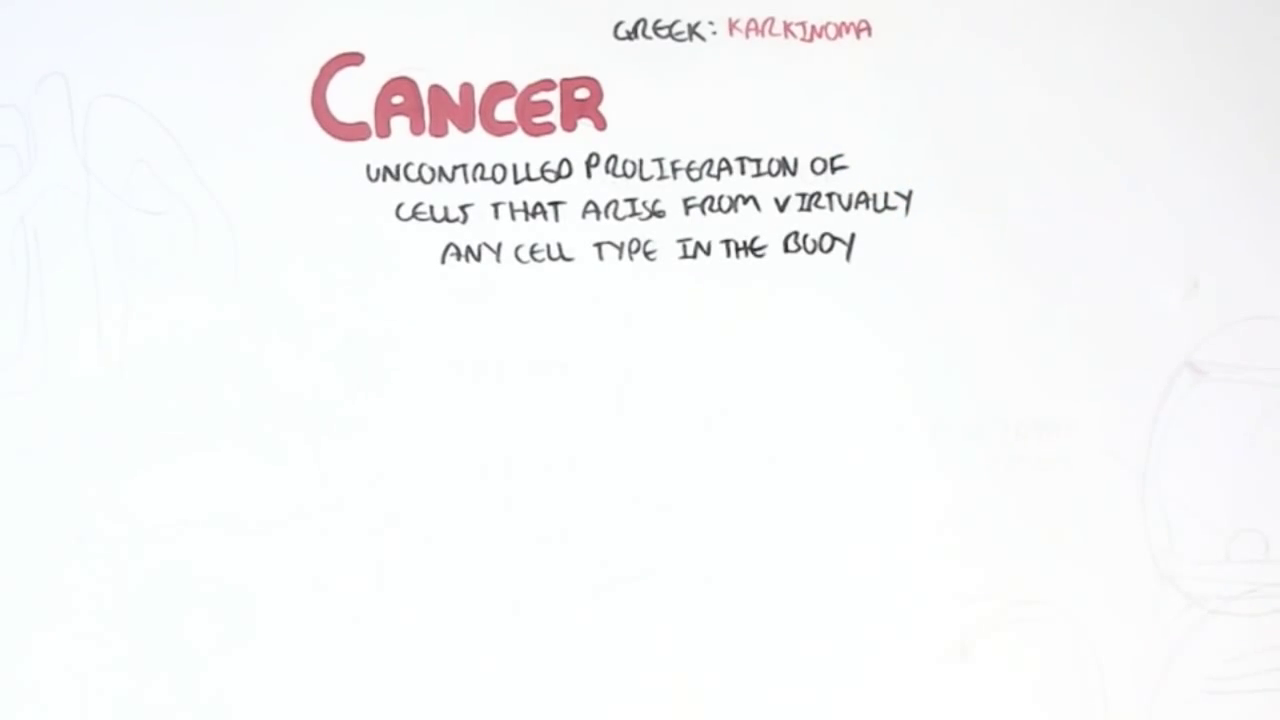 GREEK: KARKINOMA
CANCER
UNCONTROLLED PROLIFERATION OF
CELLS THAT ARISE FROM VIRTUALLY
ANY CELL TYPE IN THE BODY